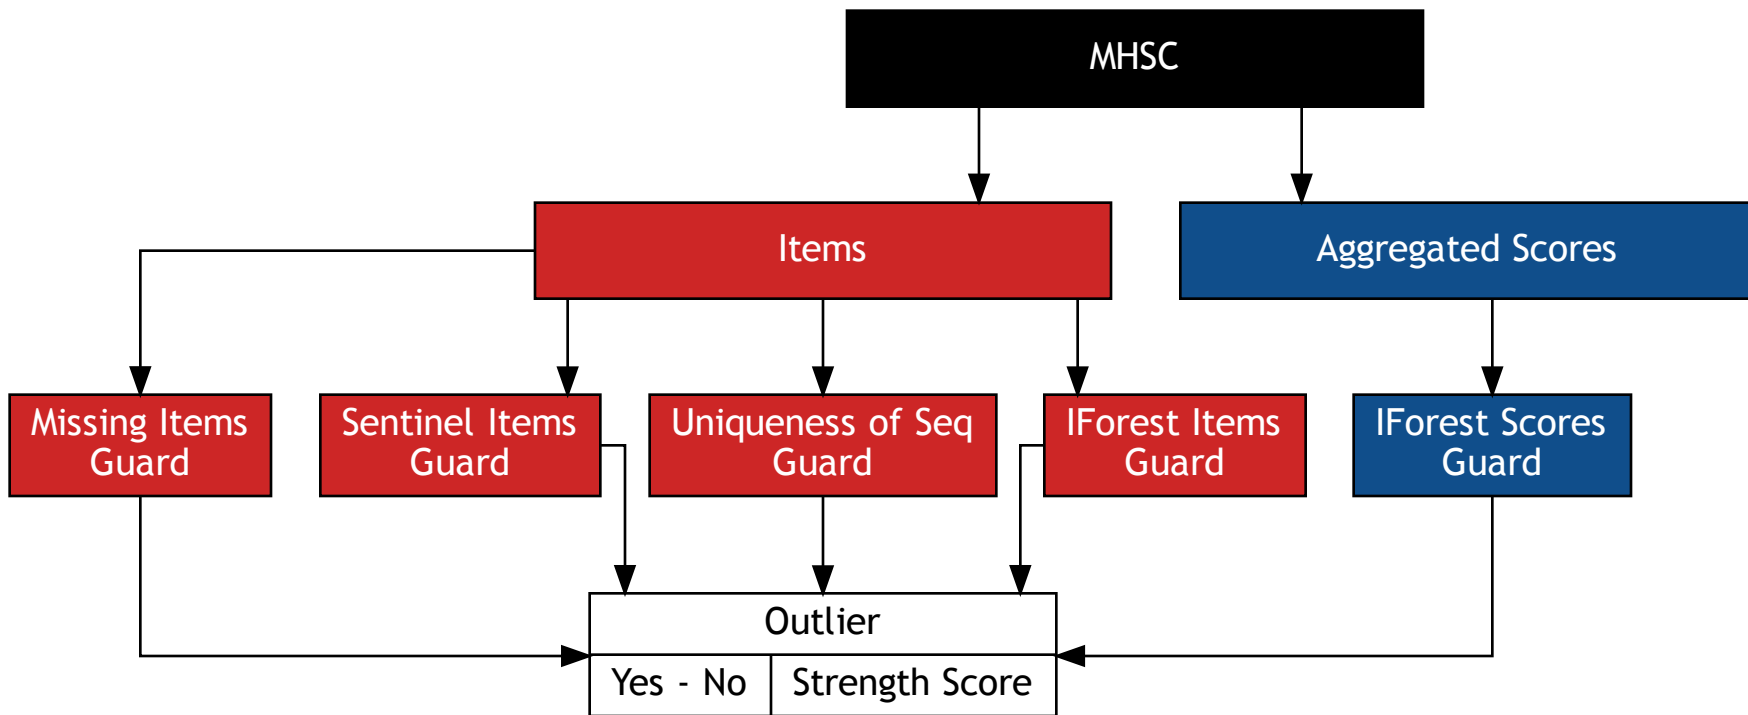 MHSC
Items
Aggregated Scores
Missing Items
Guard
Sentinel Items
Guard
Uniqueness of Seq
Guard
IForest Items
Guard
IForest Scores
Guard
Outlier
Yes - No
Strength Score